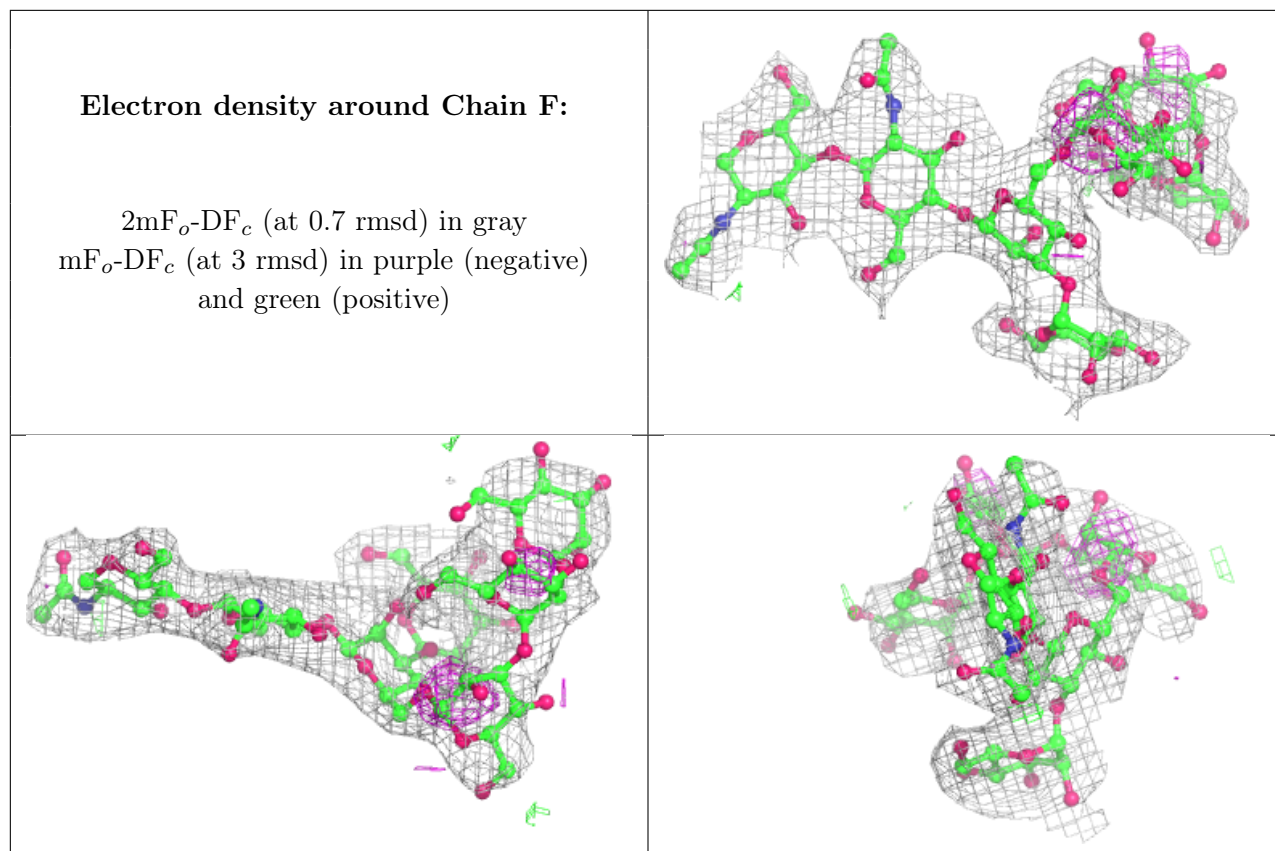 Electron density around Chain F:
2mFo-DFc (at 0.7 rmsd) in gray
mFo-DFc (at 3 rmsd) in purple (negative)
and green (positive)